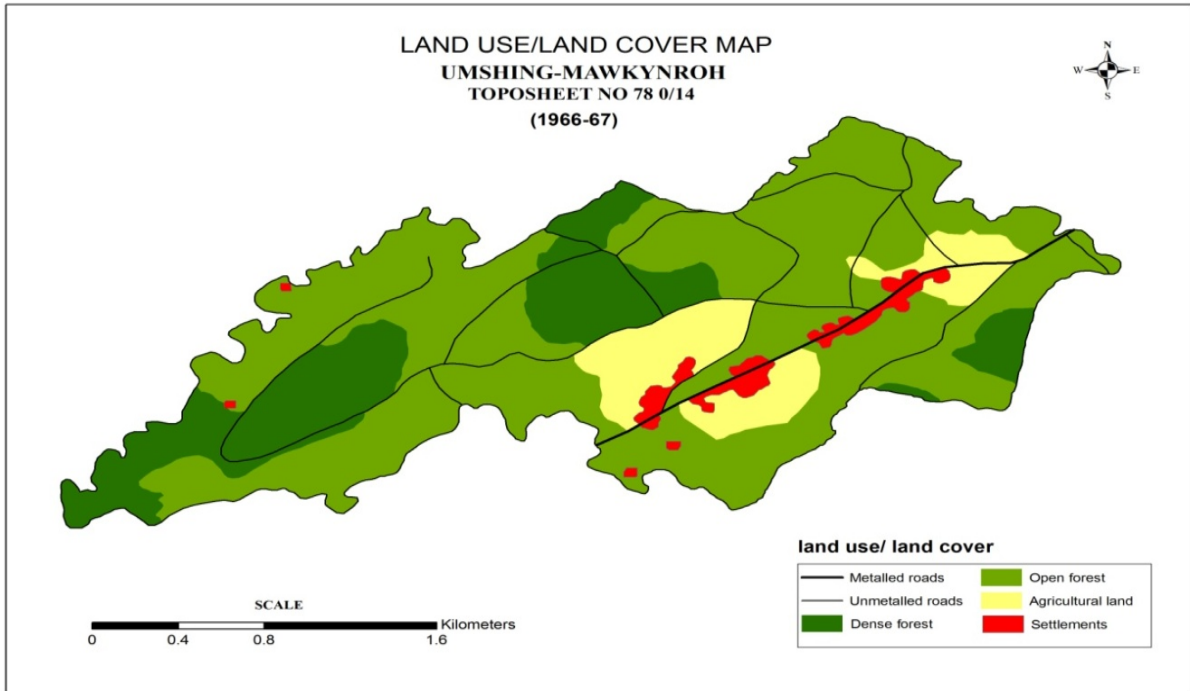 LAND USE/LAND COVER MAP
UMSHING-MAWKYNROH
TOPOSHEET NO 78 0/14
(1966-67)
N
W E
S
land use/ land cover
Metalled roads
Unmetalled roads
Dense forest
Open forest
Agricultural land
Settlements
SCALE
Kilometers
0 0.4 0.8 1.6